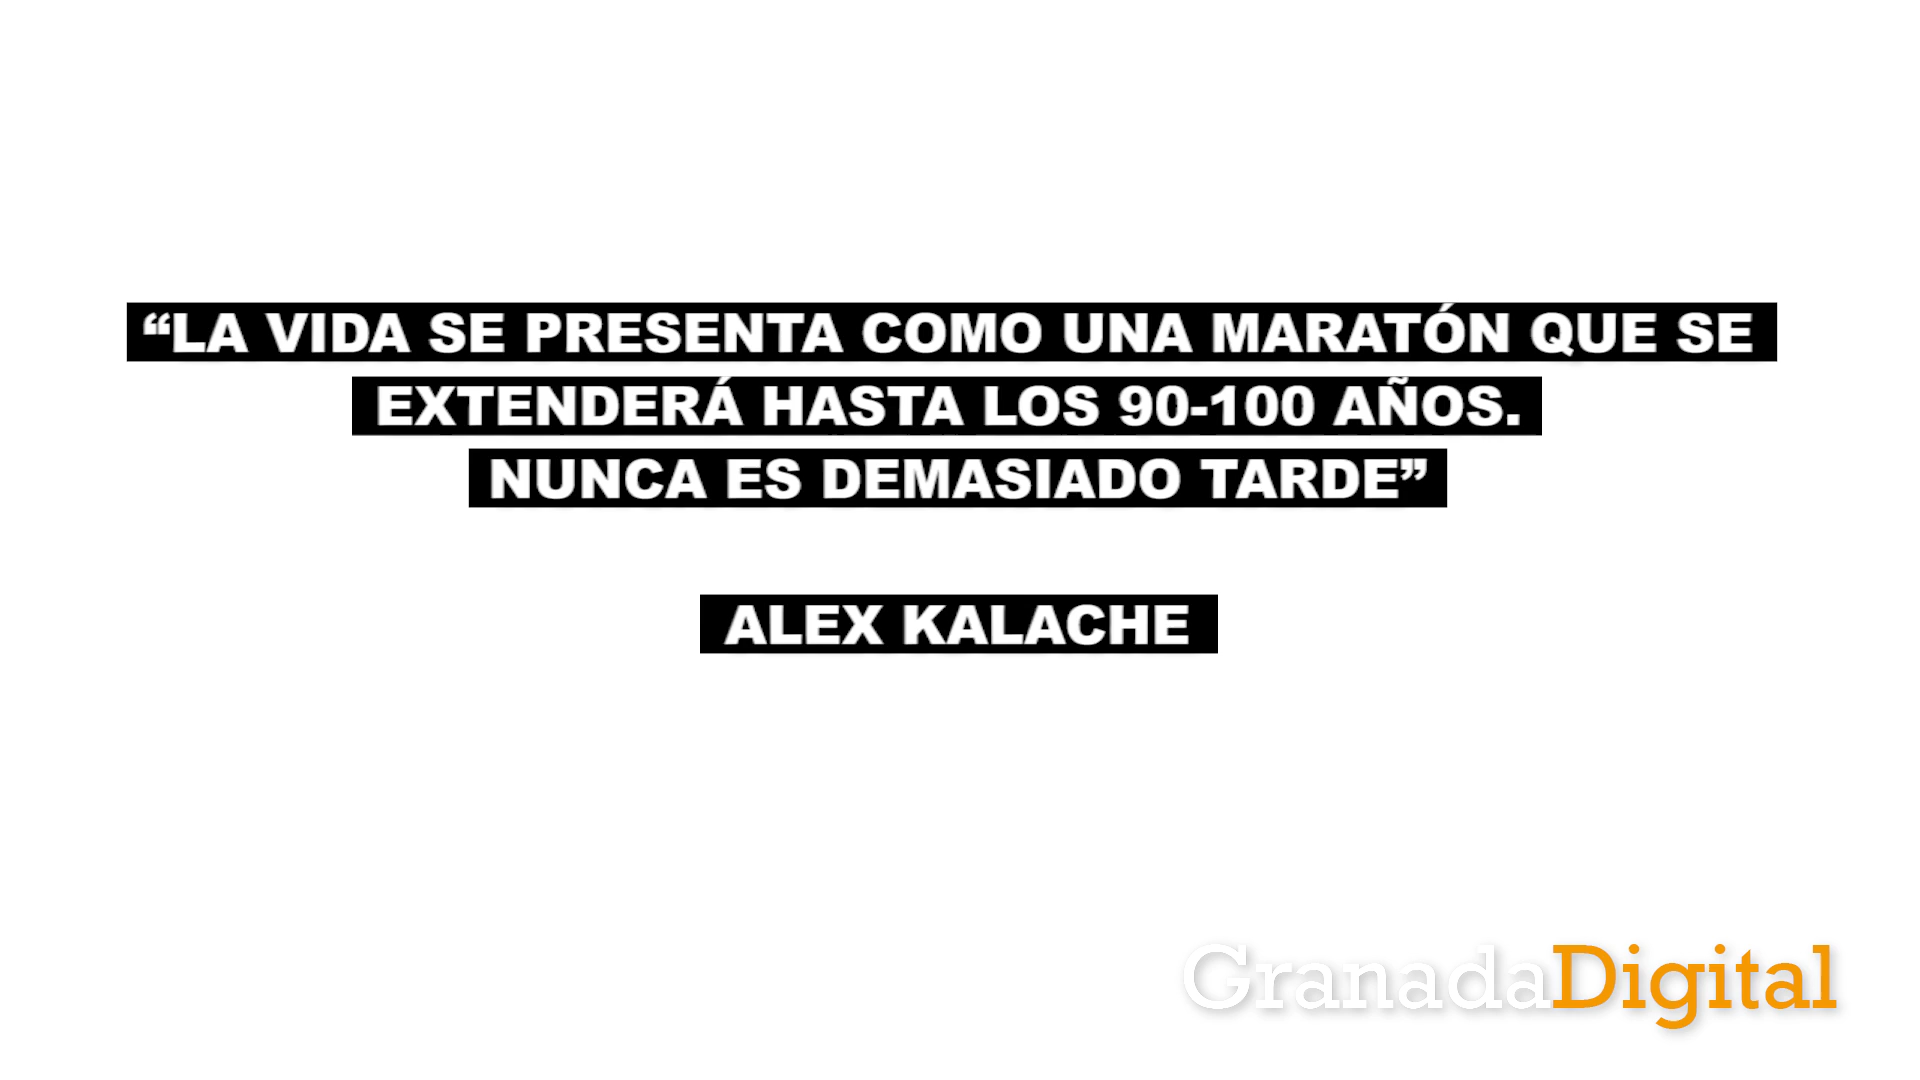 “LA VIDA SE PRESENTA COMO UNA MARATÓN QUE SE
EXTENDERÁ HASTA LOS 90-100 AÑOS.
NUNCA ES DEMASIADO TARDE”
ALEX KALACHE
GranadaDigital